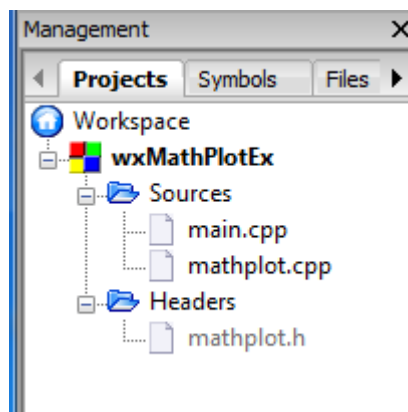 Management
Projects Symbols Files
Workspace
wxMathPlotEx
Sources
main.cpp
mathplot.cpp
Headers
mathplot.h